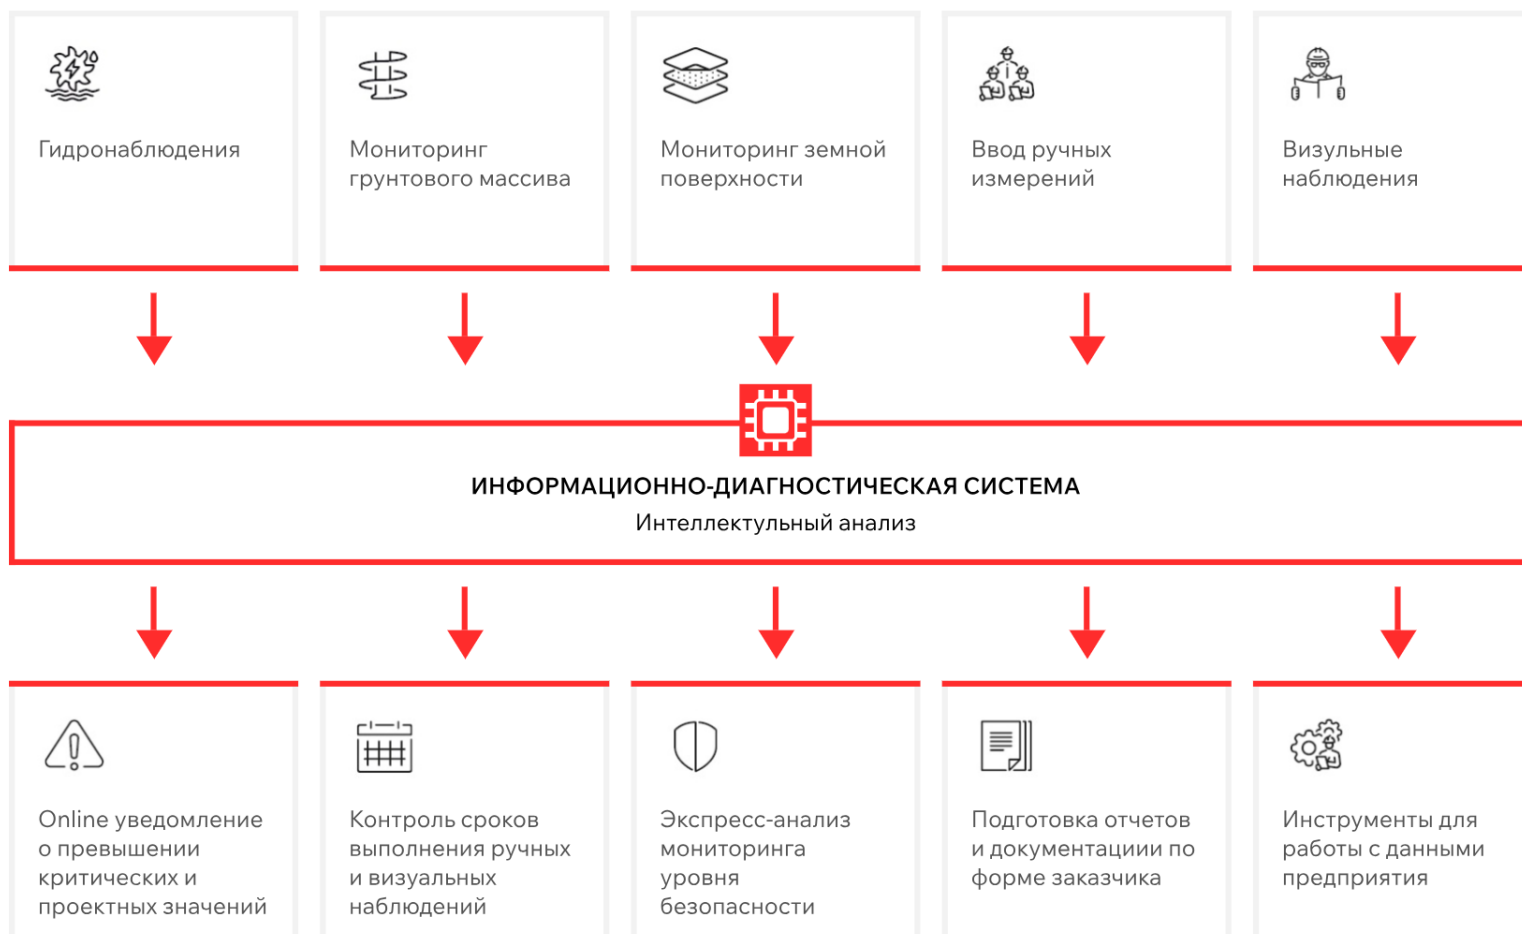 Гидронаблюдения
Мониторинг
грунтового массива
Мониторинг земной
поверхности
Ввод ручных
измерений
Визульные
наблюдения
ИНФОРМАЦИОННО-ДИАГНОСТИЧЕСКАЯ СИСТЕМА
Интеллектульный анализ
Online уведомление
о превышении
критических и
проектных значений
Контроль сроков
выполнения ручных
и визуальных
наблюдений
Экспресс-анализ
мониторинга
уровня
безопасности
Подготовка отчетов
и документациии по
форме заказчика
Инструменты для
работы с данными
предприятия